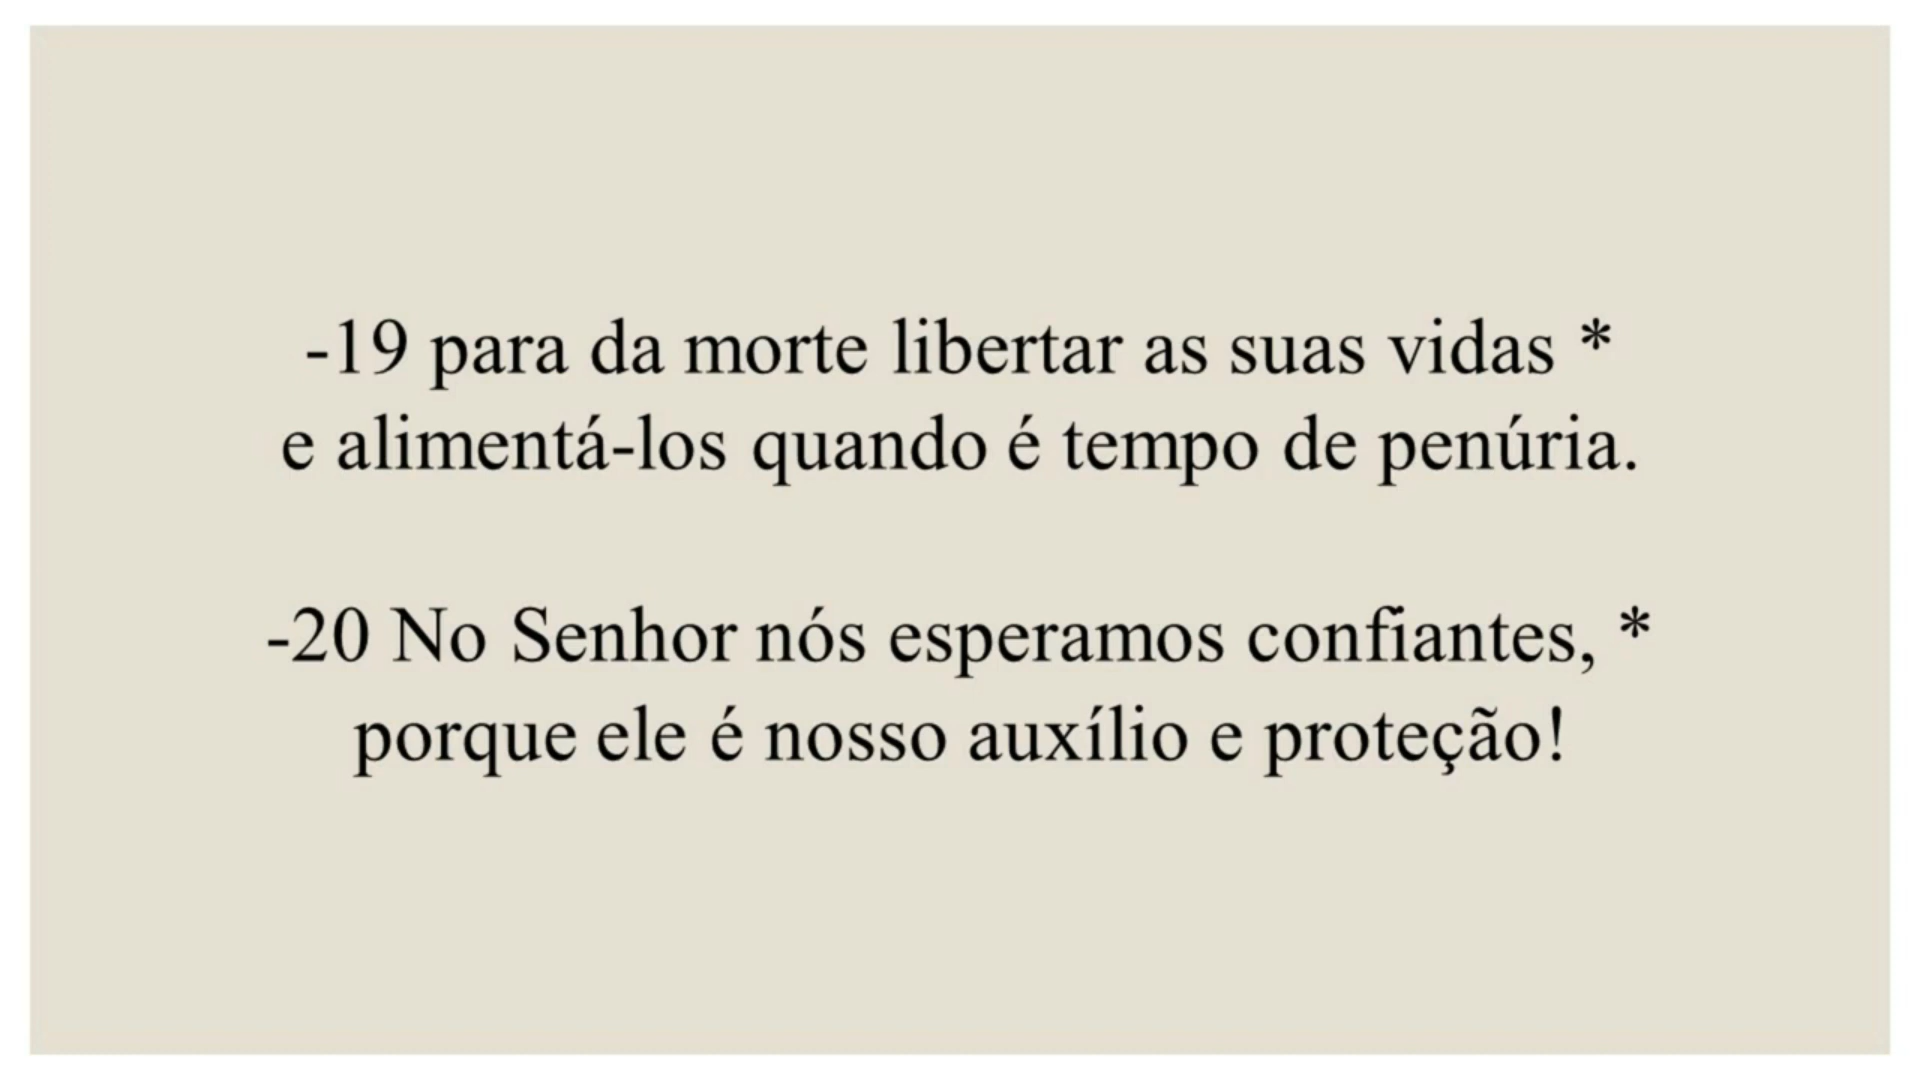 -19 para da morte libertar as suas vidas *
e alimentá-los quando é tempo de penúria.
-20 No Senhor nós esperamos confiantes, *
porque ele é nosso auxílio e proteção!